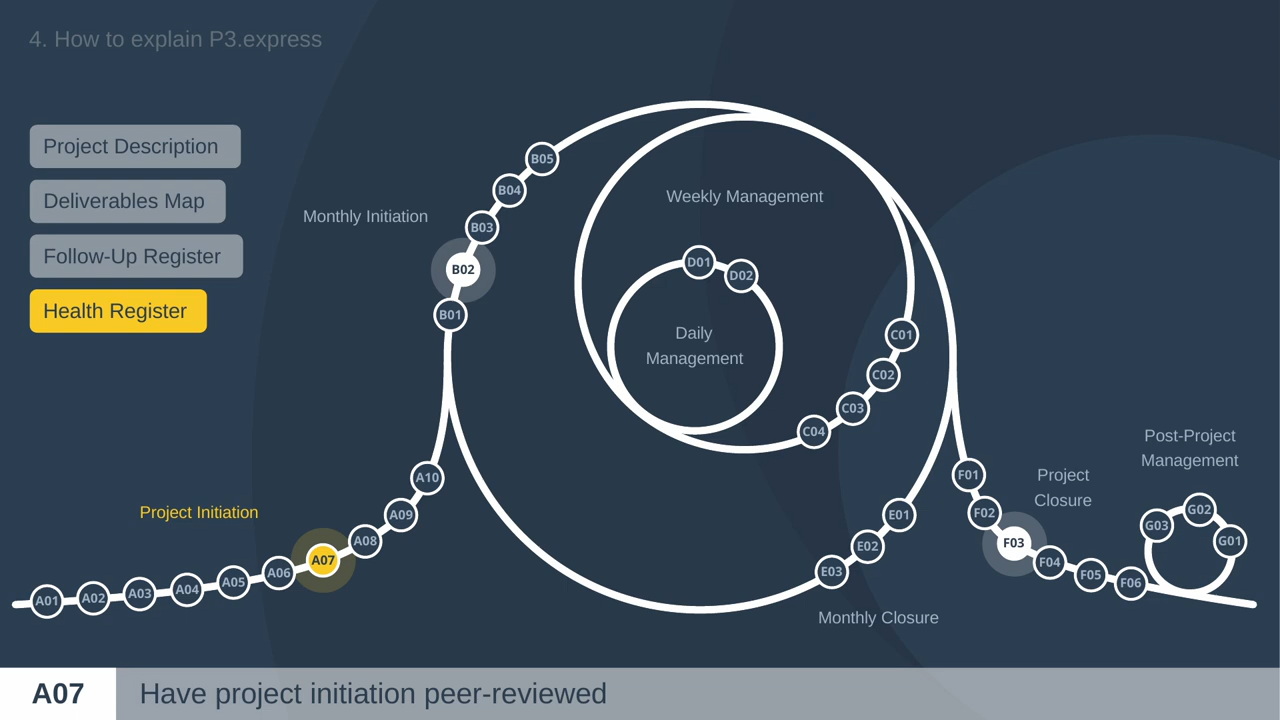 4. How to explain P3.express
Project Description
Deliverables Map
Follow-Up Register
Health Register
Monthly Initiation
B05
B04
B03
B02
B01
Weekly Management
D01
D02
Daily
Management
C01
C02
C03
C04
Project Initiation
A01
A02
A03
A04
A05
A06
A07
A08
A09
A10
E01
E02
E03
Monthly Closure
F01
F02
F03
F04
F05
F06
Project
Closure
Post-Project
Management
G03
G02
G01
A07
Have project initiation peer-reviewed